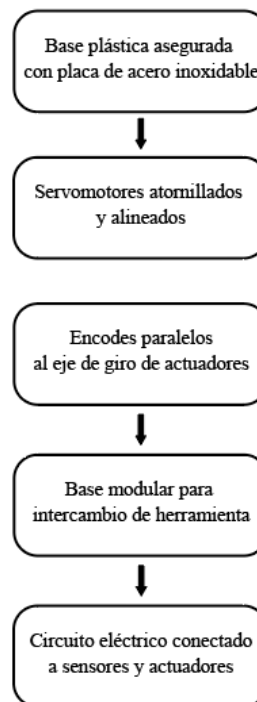 Base plástica asegurada
con placa de acero inoxidable
Servomotores atornillados
y alineados
Encodes paralelos
al eje de giro de actuadores
Base modular para
intercambio de herramienta
Circuito eléctrico conectado
a sensores y actuadores